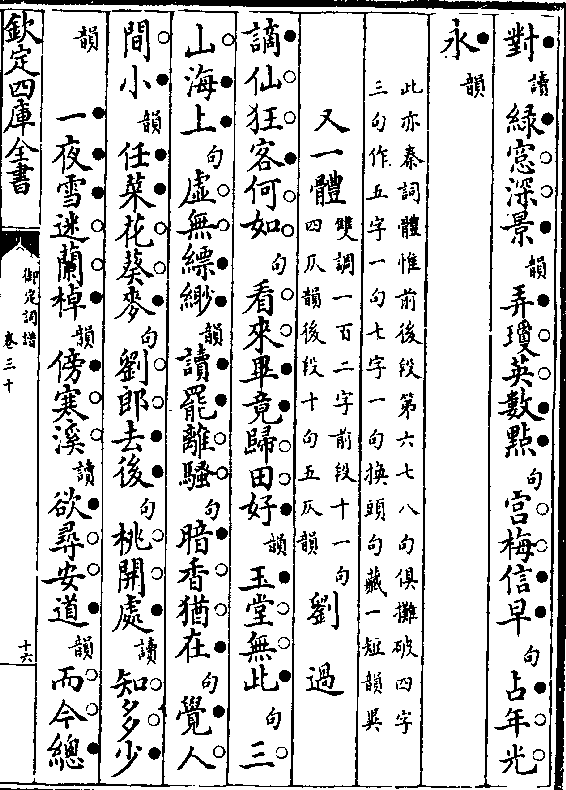 對讀綠窻深景韻弄瓊英數點句宫梅信早句占年光
永韻
此亦秦詞體惟前後段第六七八句俱攤破四字
三句作五字一句七字一句換頭句藏一短韻異
又一體雙調一百二字前段十一句
四仄韻後段十句五仄韻劉過
謫仙狂客何如句看來畢竟歸田好韻玉堂無此句三
山海上句虛無縹緲韻讀罷離騷句暗香猶在句覺人
間小韻任菜花葵麥句劉郎去後句桃開處讀知多少
韻一夜雪迷蘭棹韻傍寒溪讀欲尋安道韻而今總
欽定四庫全書
御定詞譜
卷三十
十六